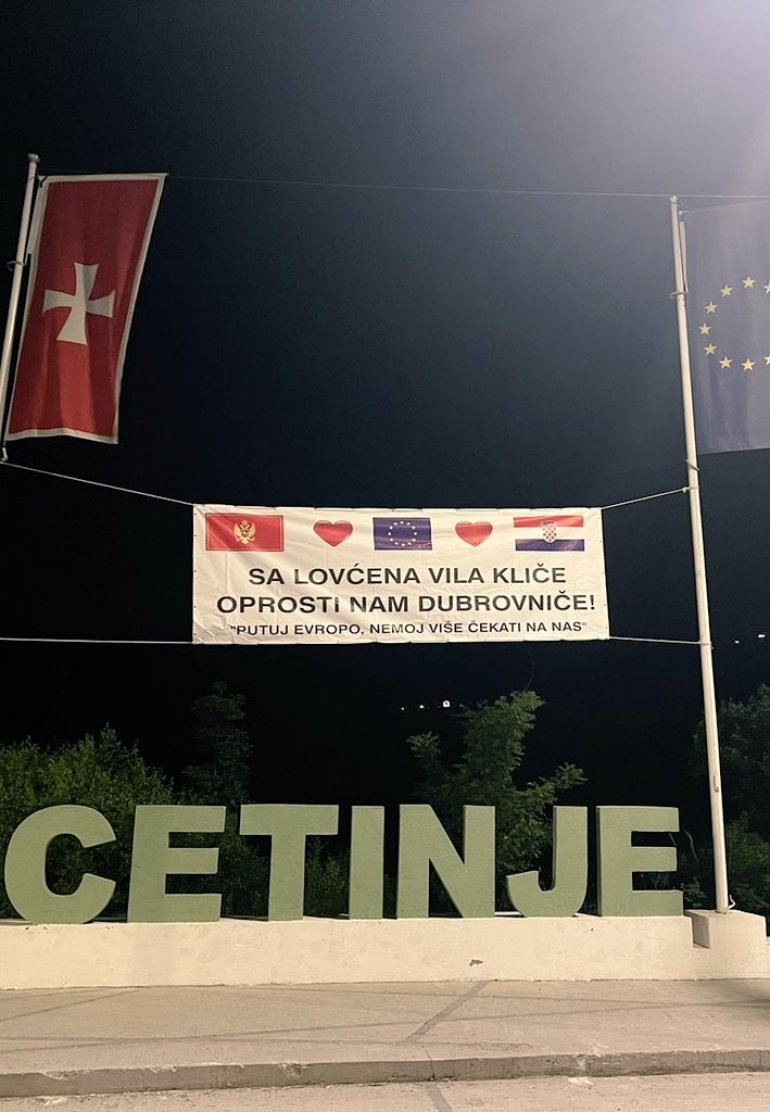 SA LOVĆENA VILA KLIČE
OPROSTI NAM DUBROVNIČE!
"PUTUJ EVROPO, NEMOJ VIŠE ČEKATI NA NAS"
CETINJE